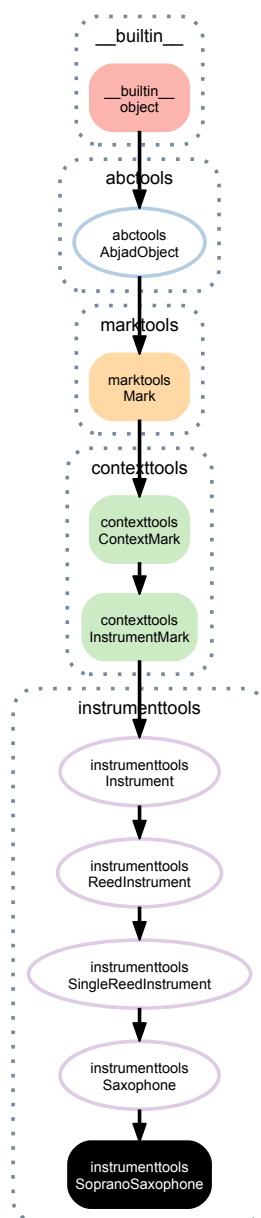 __builtin__
__builtin__
object
abctools
abctools
AbjadObject
marktools
marktools
Mark
contexttools
contexttools
ContextMark
contexttools
InstrumentMark
instrumenttools
instrumenttools
Instrument
instrumenttools
ReedInstrument
instrumenttools
SingleReedInstrument
instrumenttools
Saxophone
instrumenttools
SopranoSaxophone